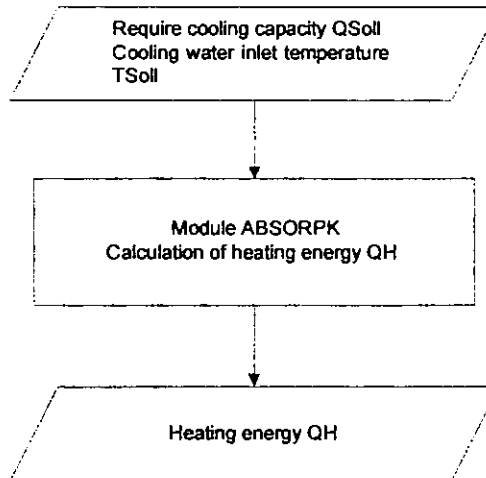 Require cooling capacity QSoll
Cooling water inlet temperature
TSoll
Module ABSORPK
Calculation of heating energy QH
Heating energy QH